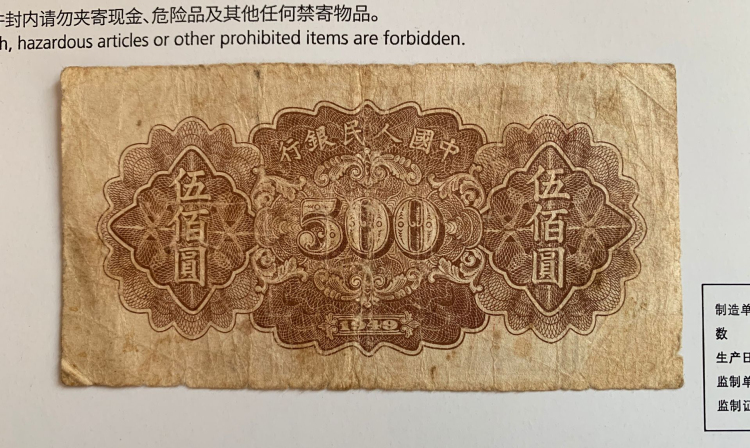 封内请勿夹寄现金、危险品及其他任何禁寄物品。
h, hazardous articles or other prohibited items are forbidden.
行銀民人國中
伍佰圓
500
伍佰圓
1949
制造单
数
生产日
监制单
监制证